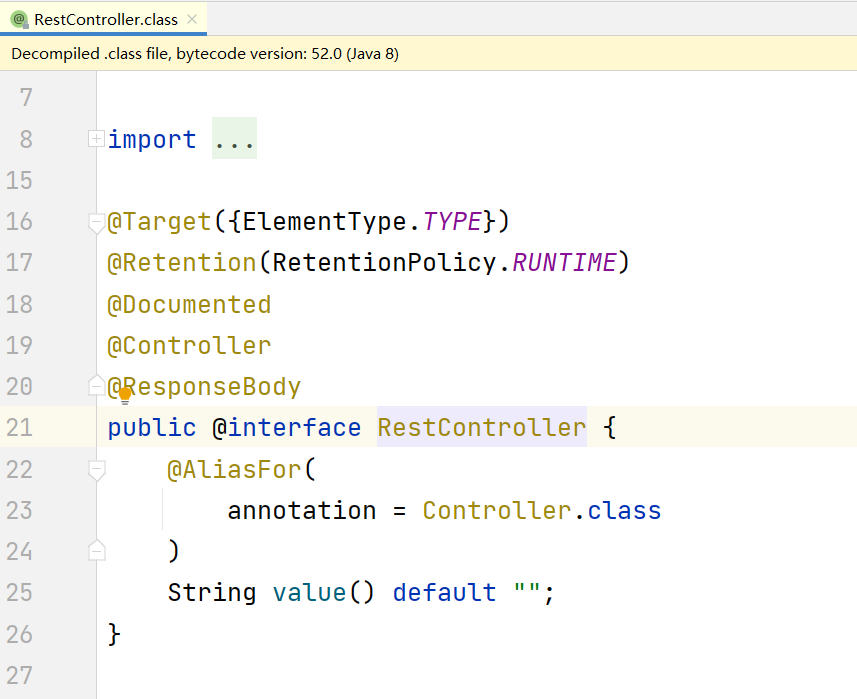 RestController.class
Decompiled .class file, bytecode version: 52.0 (Java 8)
7
8 import ...
15
16 @Target({ElementType.TYPE})
17 @Retention(RetentionPolicy.RUNTIME)
18 @Documented
19 @Controller
20 @ResponseBody
21 public @interface RestController {
22 @AliasFor(
23 annotation = Controller.class
24 )
25 String value() default "";
26 }
27